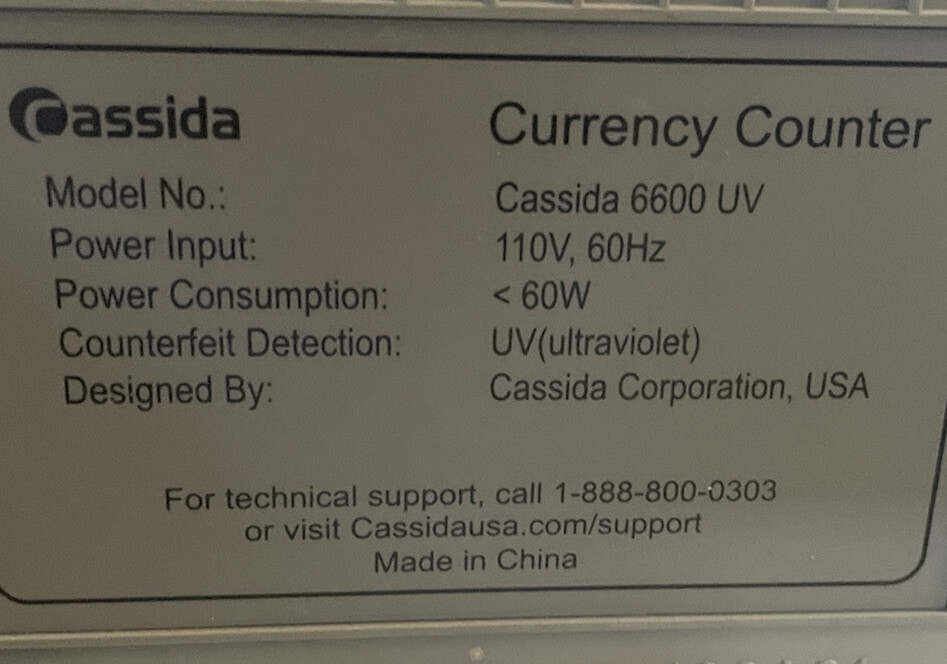 Cassida Currency Counter
Model No.: Cassida 6600 UV
Power Input: 110V, 60Hz
Power Consumption: < 60W
Counterfeit Detection: UV(ultraviolet)
Designed By: Cassida Corporation, USA
For technical support, call 1-888-800-0303
or visit Cassidausa.com/support
Made in China